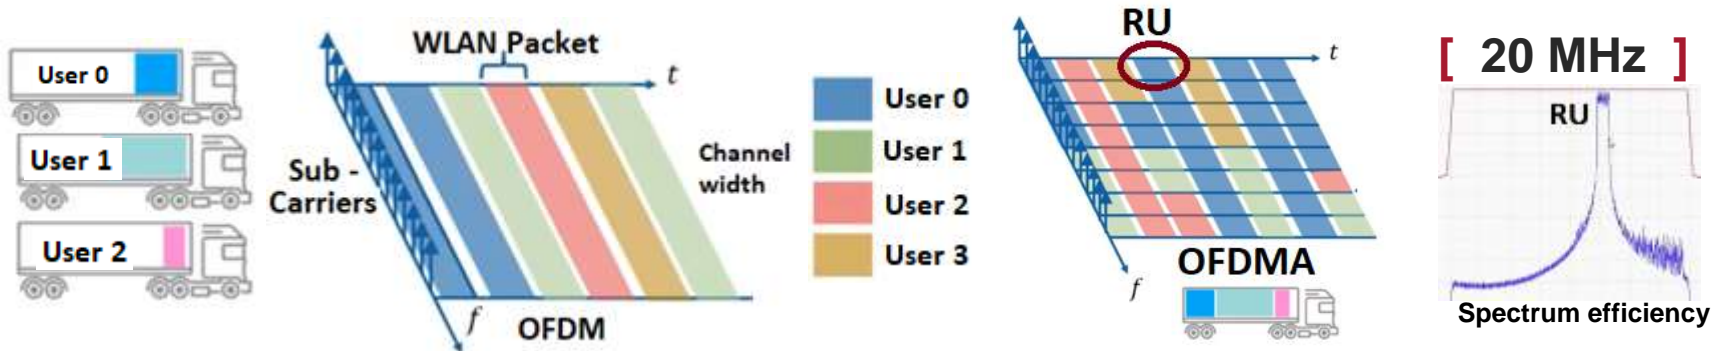 User 0
User 1
User 2
WLAN Packet
t
Sub -
Carriers
f
OFDM
Channel
width
User 0
User 1
User 2
User 3
RU
t
f
OFDMA
[ 20 MHz ]
RU
Spectrum efficiency